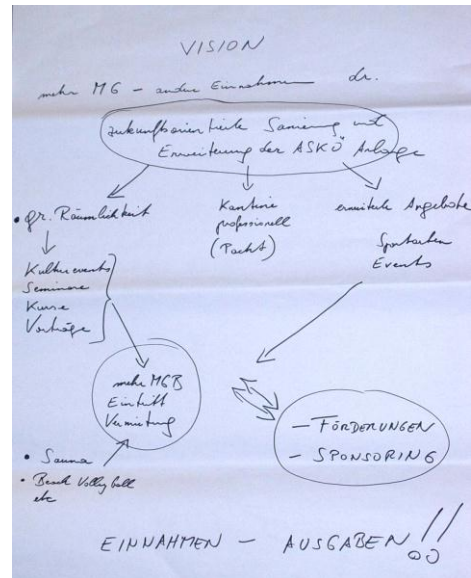 VISION
mehr MG – andere Einnahmen dr.
zukunftsorientierte Sanierung mit
Erweiterung der ASKÖ Anlage
• gr. Räumlichkeit
Kulturevents
Seminare
Kurse
Vorträge
Kantine
professionell
(Pacht)
erweiterte Angebote
Sportarten
Events
mehr MGB
Eintritt
Vermietung
– FÖRDERUNGEN
– SPONSORING
• Sauna
• Beach Volleyball
etc
EINNAHMEN – AUSGABEN !!